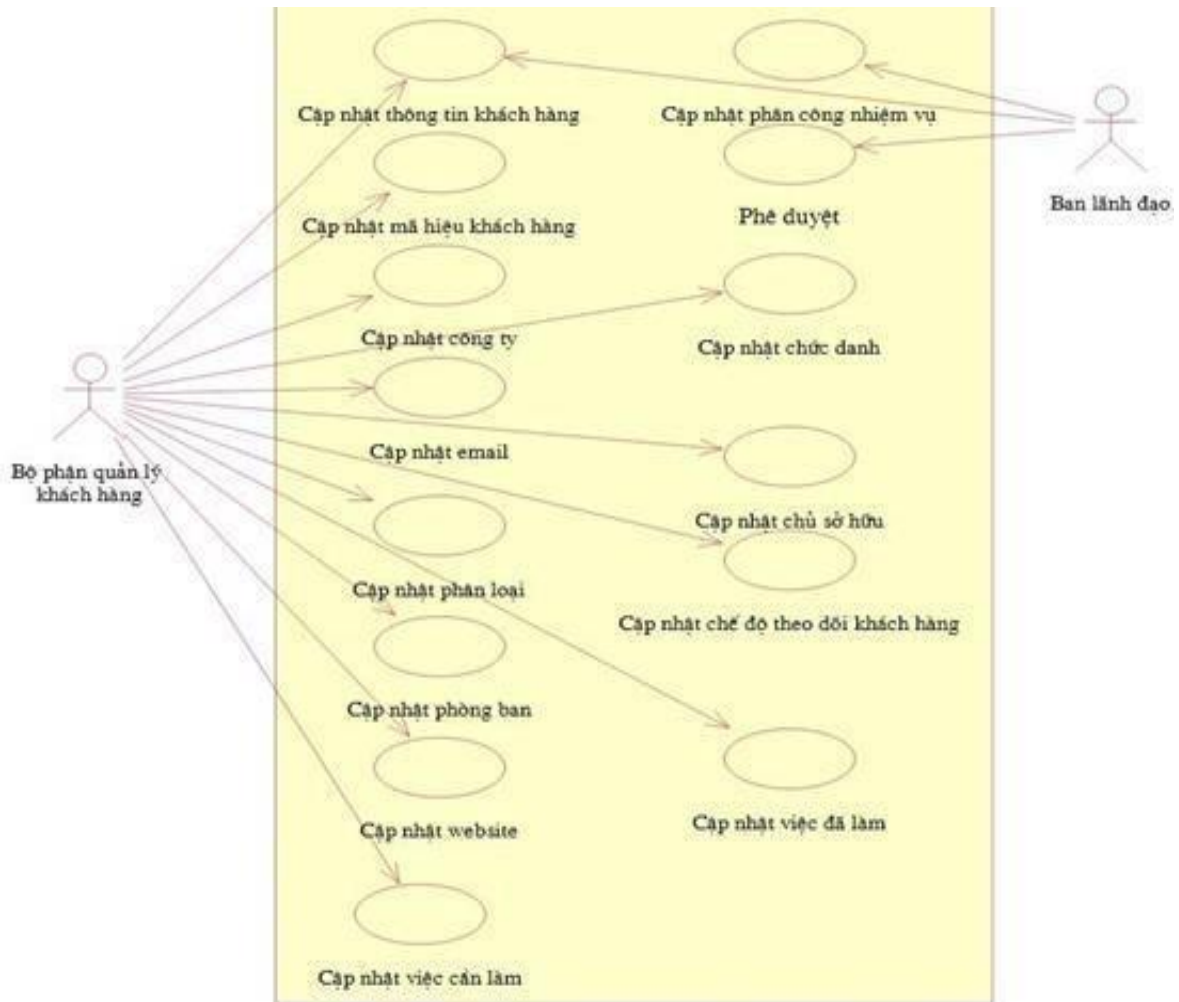 Cập nhật thông tin khách hàng
Cập nhật phân công nhiệm vụ
Ban lãnh đạo
Cập nhật mã hiệu khách hàng
Phê duyệt
Cập nhật công ty
Cập nhật chức danh
Cập nhật email
Bộ phận quản lý
khách hàng
Cập nhật chủ sở hữu
Cập nhật phân loại
Cập nhật chế độ theo dõi khách hàng
Cập nhật phòng ban
Cập nhật website
Cập nhật việc đã làm
Cập nhật việc cần làm